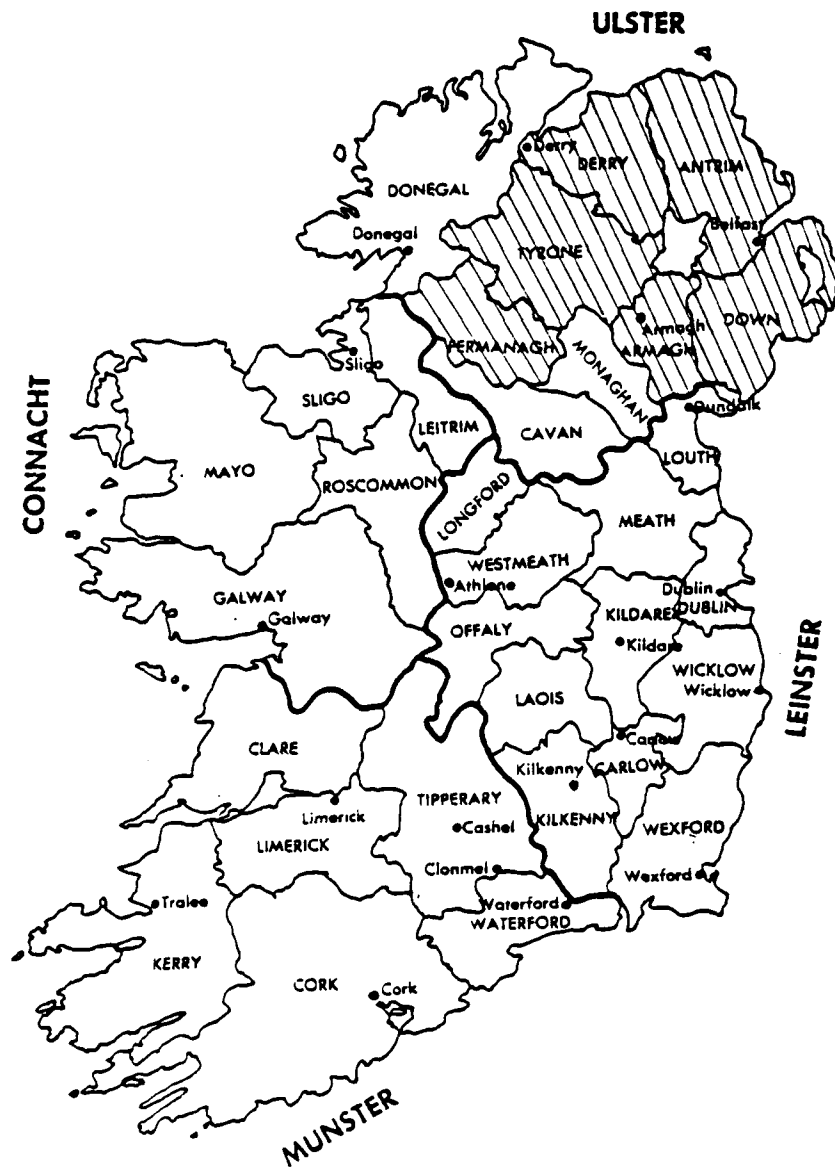 ULSTER
Derry
DERRY
ANTRIM
DONEGAL
Donegal
TYRONE
Belfast
FERMANAGH
Armagh
ARMAGH
DOWN
MONAGHAN
Sligo
SLIGO
CONNACHT
LEITRIM
CAVAN
Dundalk
LOUTH
MAYO
ROSCOMMON
LONGFORD
MEATH
WESTMEATH
Athlone
GALWAY
Galway
Dublin
DUBLIN
KILDARE
Kildare
OFFALY
WICKLOW
Wicklow
LEINSTER
LAOIS
Carlow
CARLOW
CLARE
Kilkenny
KILKENNY
TIPPERARY
Limerick
LIMERICK
Cashel
WEXFORD
Clonmel
Wexford
Tralee
Waterford
WATERFORD
KERRY
CORK
Cork
MUNSTER